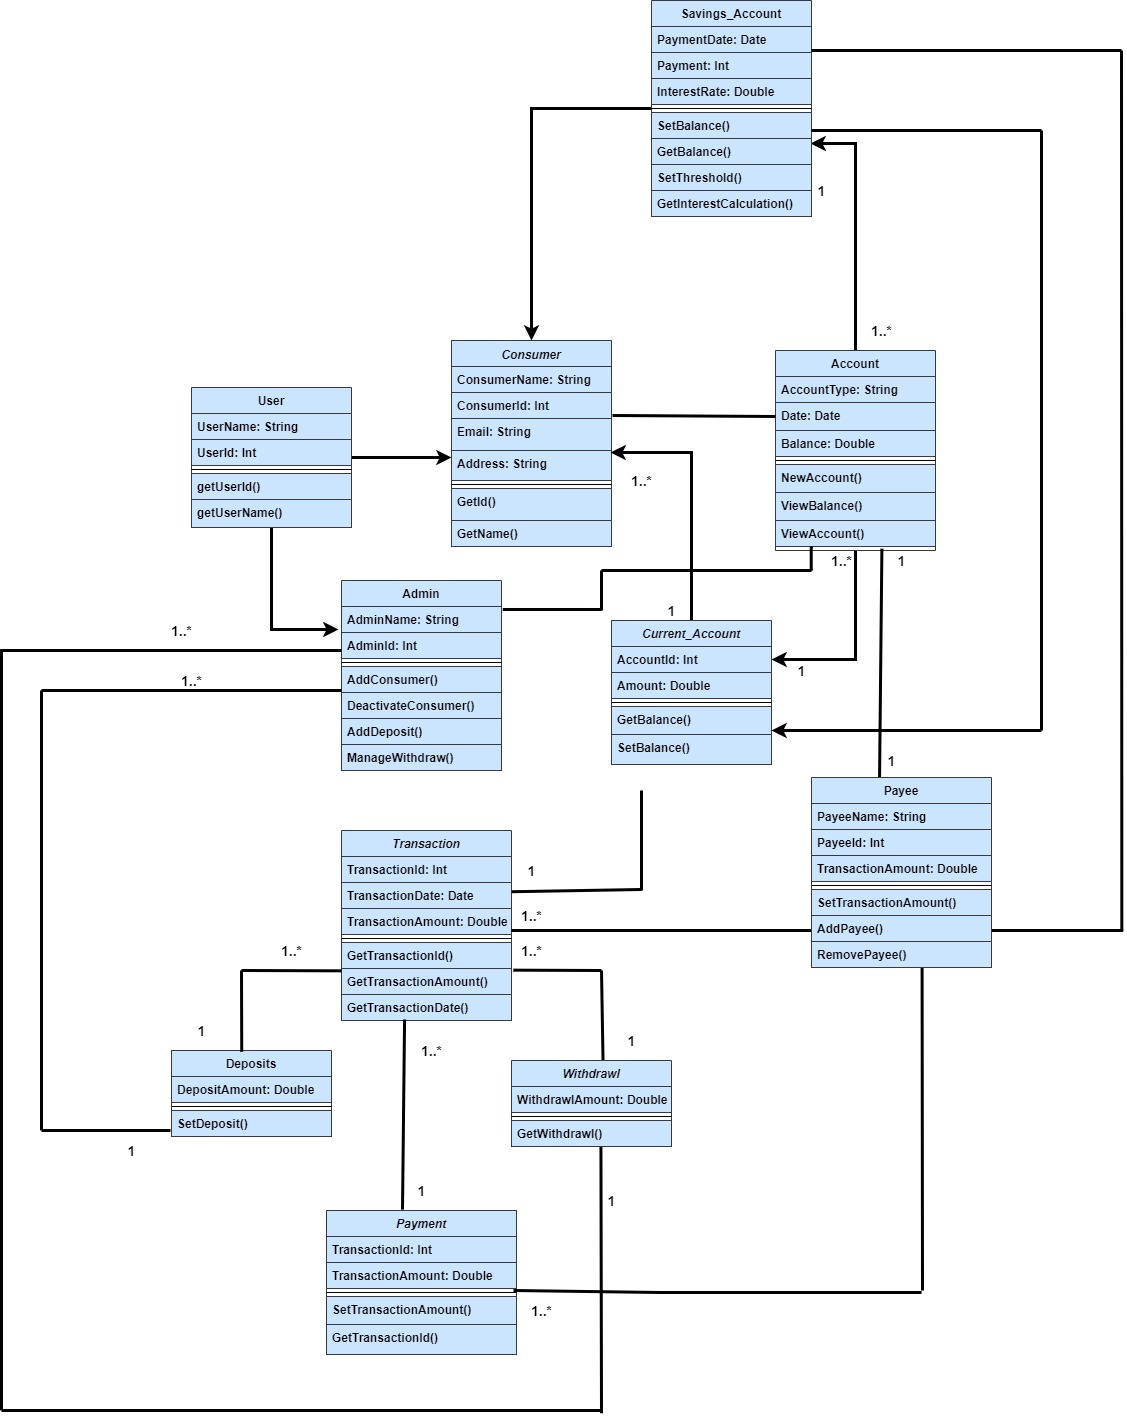 Savings_Account
PaymentDate: Date
Payment: Int
InterestRate: Double
SetBalance()
GetBalance()
SetThreshold()
GetInterestCalculation()
1
1..*
Consumer
ConsumerName: String
ConsumerId: Int
Email: String
Address: String
GetId()
GetName()
Account
AccountType: String
Date: Date
Balance: Double
NewAccount()
ViewBalance()
ViewAccount()
User
UserName: String
UserId: Int
getUserId()
getUserName()
1..*
1..*
1
1
Admin
AdminName: String
AdminId: Int
AddConsumer()
DeactivateConsumer()
AddDeposit()
ManageWithdraw()
1..*
1..*
Current_Account
AccountId: Int
Amount: Double
GetBalance()
SetBalance()
1
1
Payee
PayeeName: String
PayeeId: Int
TransactionAmount: Double
SetTransactionAmount()
AddPayee()
RemovePayee()
Transaction
TransactionId: Int
TransactionDate: Date
TransactionAmount: Double
GetTransactionId()
GetTransactionAmount()
GetTransactionDate()
1
1..*
1..*
1..*
1
1
1..*
Deposits
DepositAmount: Double
SetDeposit()
1
Withdrawl
WithdrawlAmount: Double
GetWithdrawl()
1
1
Payment
TransactionId: Int
TransactionAmount: Double
SetTransactionAmount()
GetTransactionId()
1..*